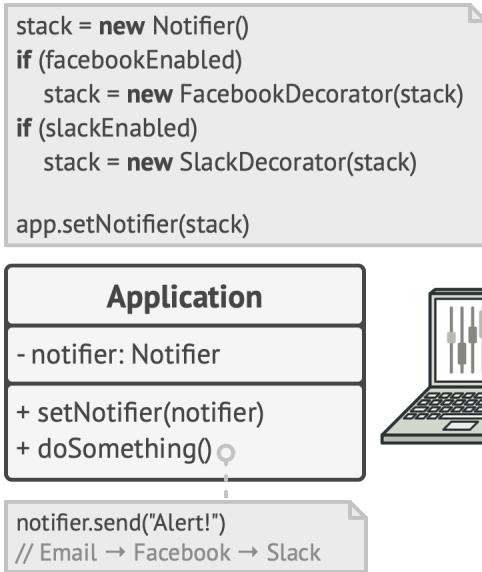 stack = new Notifier()
if (facebookEnabled)
    stack = new FacebookDecorator(stack)
if (slackEnabled)
    stack = new SlackDecorator(stack)
app.setNotifier(stack)
Application
- notifier: Notifier
+ setNotifier(notifier)
+ doSomething()
notifier.send("Alert!")
// Email → Facebook → Slack